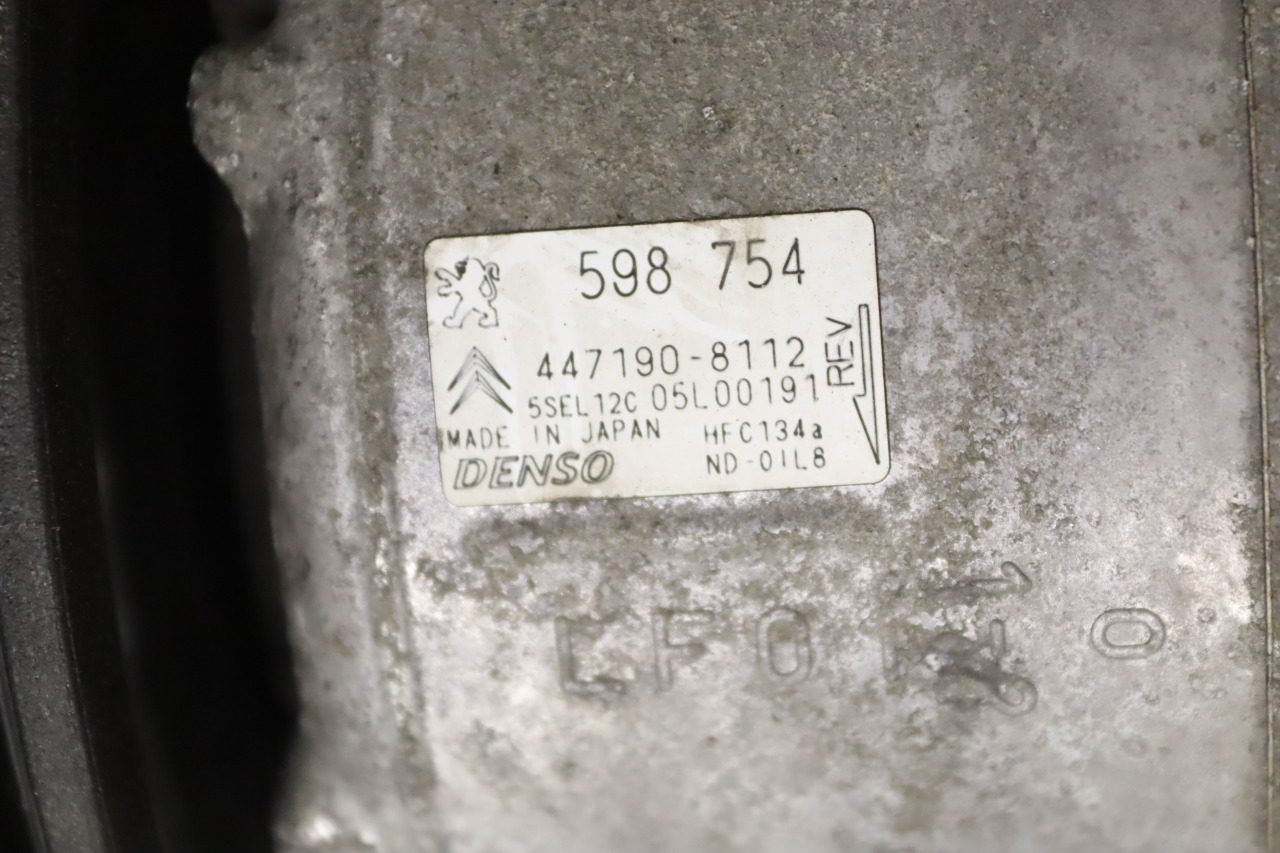 598 754
447190-8112
5SEL12C 05L00191
REV
MADE IN JAPAN HFC134a
DENSO ND-OIL8